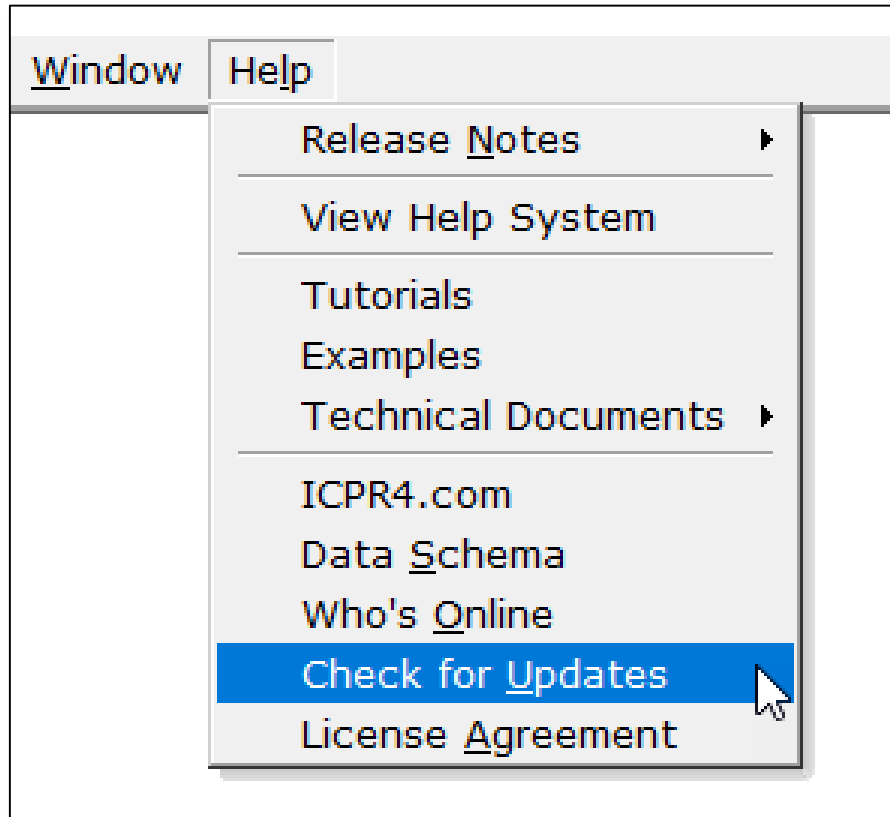 Window Help
Release Notes
View Help System
Tutorials
Examples
Technical Documents
ICPR4.com
Data Schema
Who's Online
Check for Updates
License Agreement